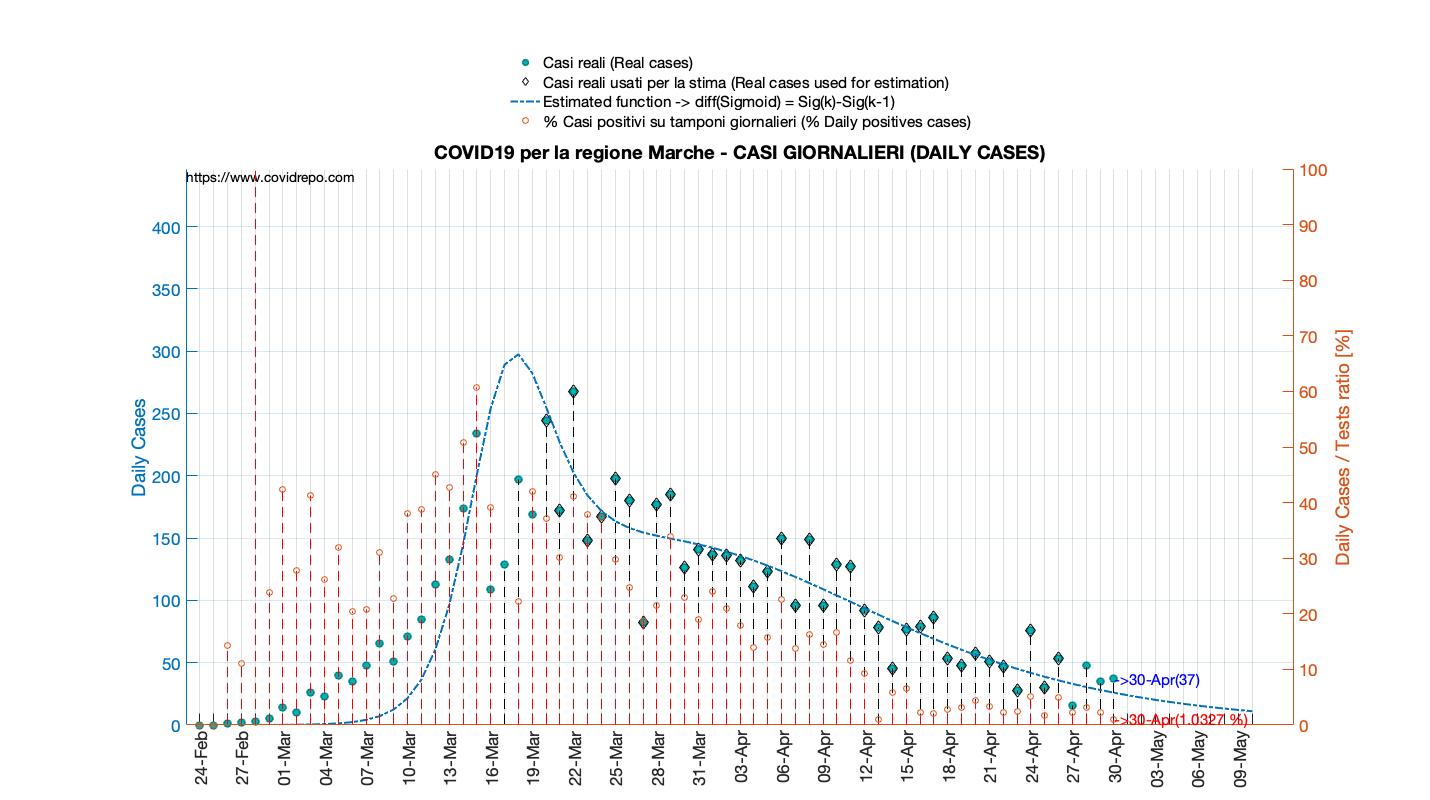 Casi reali (Real cases)
Casi reali usati per la stima (Real cases used for estimation)
Estimated function -> diff(Sigmoid) = Sig(k)-Sig(k-1)
% Casi positivi su tamponi giornalieri (% Daily positives cases)
COVID19 per la regione Marche - CASI GIORNALIERI (DAILY CASES)
https://www.covidrepo.com
Daily Cases
400
350
300
250
200
150
100
50
0
100
90
80
70
60
50
40
30
20
10
0
Daily Cases / Tests ratio [%]
->30-Apr(37)
->30-Apr(1.0327 %)
24-Feb
27-Feb
01-Mar
04-Mar
07-Mar
10-Mar
13-Mar
16-Mar
19-Mar
22-Mar
25-Mar
28-Mar
31-Mar
03-Apr
06-Apr
09-Apr
12-Apr
15-Apr
18-Apr
21-Apr
24-Apr
27-Apr
30-Apr
03-May
06-May
09-May